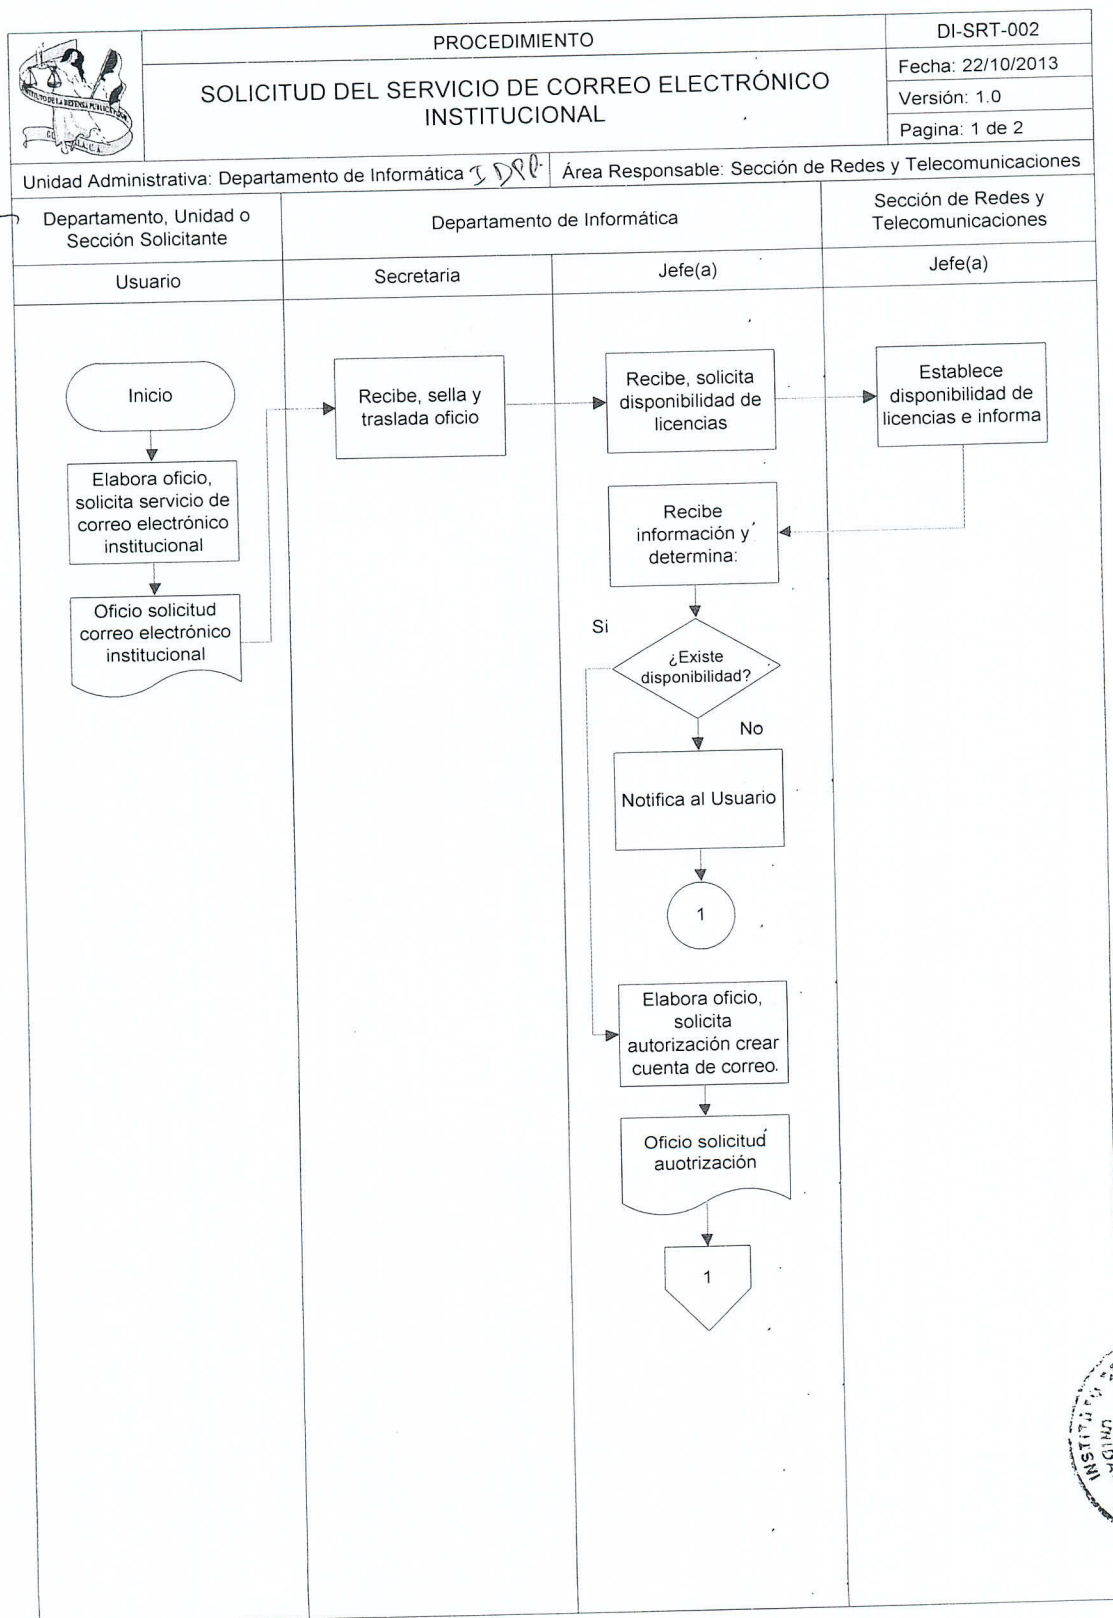 PROCEDIMIENTO
DI-SRT-002
SOLICITUD DEL SERVICIO DE CORREO ELECTRÓNICO
INSTITUCIONAL
Fecha: 22/10/2013
Versión: 1.0
Pagina: 1 de 2
Unidad Administrativa: Departamento de Informática IDPP.
Área Responsable: Sección de Redes y Telecomunicaciones
Departamento, Unidad o
Sección Solicitante
Departamento de Informática
Sección de Redes y
Telecomunicaciones
Usuario
Secretaria
Jefe(a)
Jefe(a)
Inicio
Elabora oficio,
solicita servicio de
correo electrónico
institucional
Oficio solicitud
correo electrónico
institucional
Recibe, sella y
traslada oficio
Recibe, solicita
disponibilidad de
licencias
Establece
disponibilidad de
licencias e informa
Recibe
información y
determina:
¿Existe
disponibilidad?
Si
No
Notifica al Usuario
1
Elabora oficio,
solicita
autorización crear
cuenta de correo.
Oficio solicitud
auotrización
1
INSTITUTO